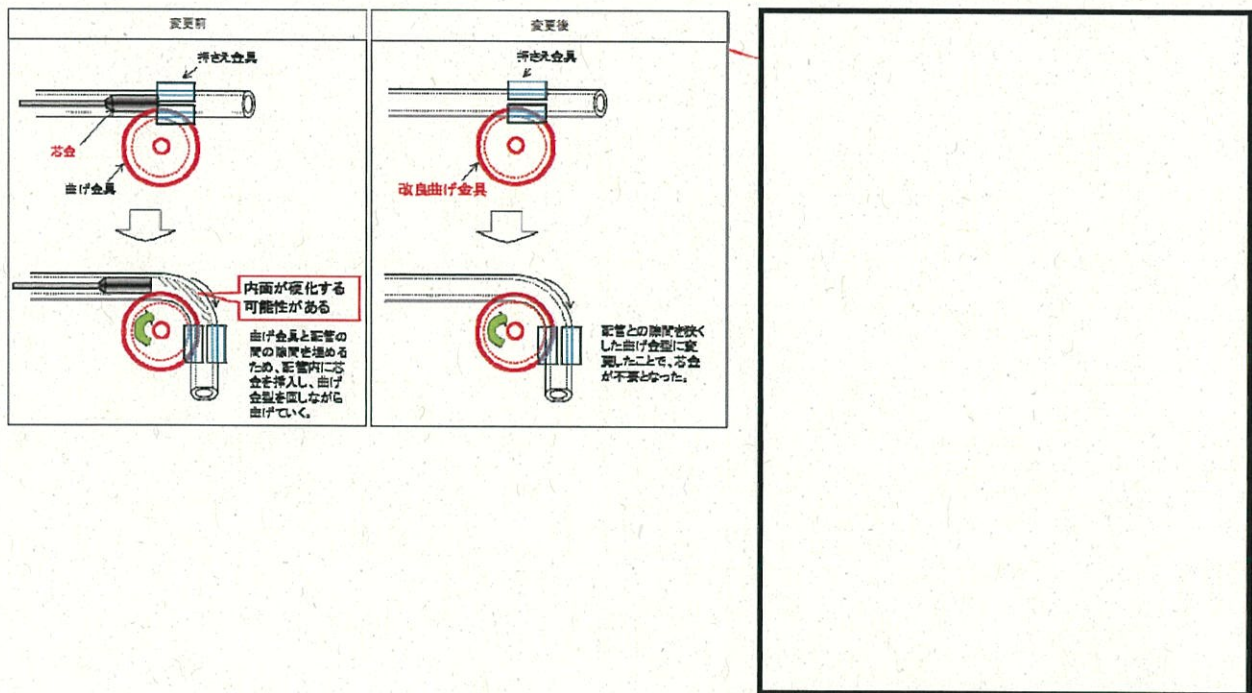 変更前
押さえ金具
芯金
曲げ金具
内面が硬化する
可能性がある
曲げ金具と配管の
間の隙間を埋める
ため、配管内に芯
金を挿入し、曲げ
金型を回しながら
曲げていく。
変更後
押さえ金具
改良曲げ金具
配管との隙間を狭く
した曲げ金型に変
更したことで、芯金
が不要となった。